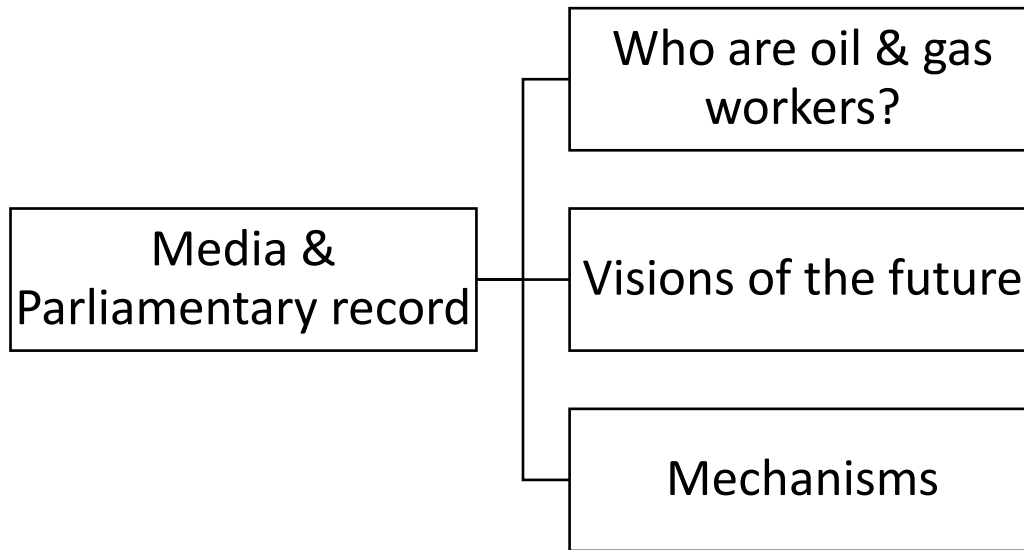 Who are oil & gas
workers?
Media &
Parliamentary record
Visions of the future
Mechanisms